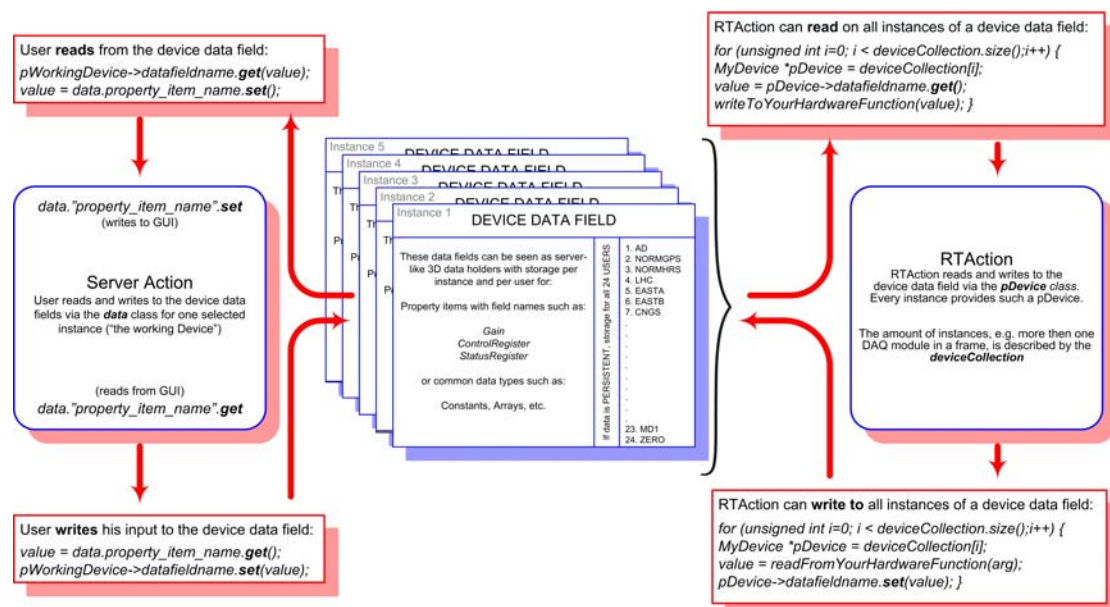 User reads from the device data field:
pWorkingDevice->datafieldname.get(value);
value = data.property_item_name.set();
data."property_item_name".set
(writes to GUI)
Server Action
User reads and writes to the device data
fields via the data class for one selected
instance ("the working Device")
(reads from GUI)
data."property_item_name".get
User writes his input to the device data field:
value = data.property_item_name.get();
pWorkingDevice->datafieldname.set(value);
Instance 5
DEVICE DATA FIELD
Instance 4
DEVICE DATA FIELD
Th
Instance 3
DEVICE DATA FIELD
Instance 2
DEVICE DATA FIELD
Instance 1
DEVICE DATA FIELD
These data fields can be seen as server-
like 3D data holders with storage per
instance and per user for:
Property items with field names such as:
Gain
ControlRegister
StatusRegister
or common data types such as:
Constants, Arrays, etc.
If data is PERSISTENT, storage for all 24 USERS
1. AD
2. NORMGPS
3. NORMHRS
4. LHC
5. EASTA
6. EASTB
7. CNGS
.
.
.
.
.
.
.
.
.
.
23. MD1
24. ZERO
RTAction can read on all instances of a device data field:
for (unsigned int i=0; i < deviceCollection.size();i++) {
MyDevice *pDevice = deviceCollection[i];
value = pDevice->datafieldname.get();
writeToYourHardwareFunction(value); }
RTAction
RTAction reads and writes to the
device data field via the pDevice class.
Every instance provides such a pDevice.
The amount of instances, e.g. more then one
DAQ module in a frame, is described by the
deviceCollection
RTAction can write to all instances of a device data field:
for (unsigned int i=0; i < deviceCollection.size();i++) {
MyDevice *pDevice = deviceCollection[i];
value = readFromYourHardwareFunction(arg);
pDevice->datafieldname.set(value); }